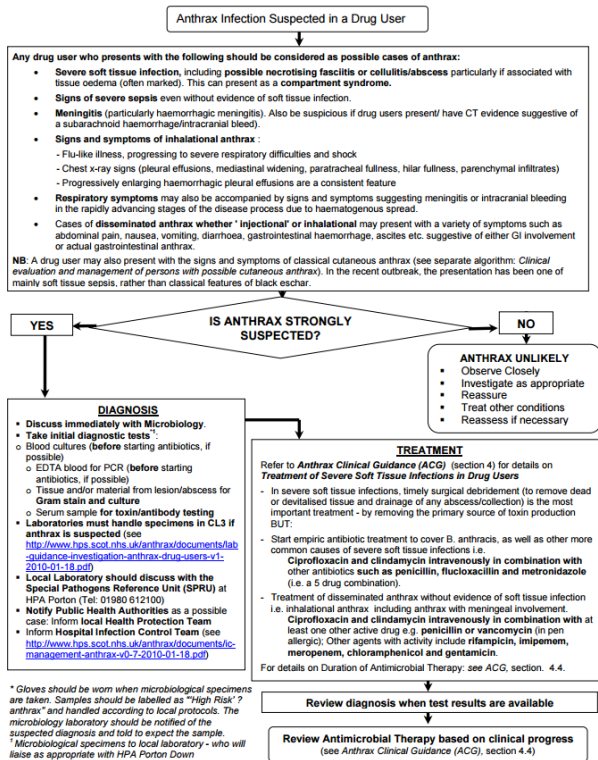 Anthrax Infection Suspected in a Drug User
Any drug user who presents with the following should be considered as possible cases of anthrax:
• Severe soft tissue infection, including possible necrotising fasciitis or cellulitis/abscess particularly if associated with
tissue oedema (often marked). This can present as a compartment syndrome.
• Signs of severe sepsis even without evidence of soft tissue infection.
• Meningitis (particularly haemorrhagic meningitis). Also be suspicious if drug users present/ have CT evidence suggestive of
a subarachnoid haemorrhage/intracranial bleed).
• Signs and symptoms of inhalational anthrax :
- Flu-like illness, progressing to severe respiratory difficulties and shock
- Chest x-ray signs (pleural effusions, mediastinal widening, paratracheal fullness, hilar fullness, parenchymal infiltrates)
- Progressively enlarging haemorrhagic pleural effusions are a consistent feature
• Respiratory symptoms may also be accompanied by signs and symptoms suggesting meningitis or intracranial bleeding
in the rapidly advancing stages of the disease process due to haematogenous spread.
• Cases of disseminated anthrax whether ' injectional' or inhalational may present with a variety of symptoms such as
abdominal pain, nausea, vomiting, diarrhoea, gastrointestinal haemorrhage, ascites etc. suggestive of either GI involvement
or actual gastrointestinal anthrax.
NB: A drug user may also present with the signs and symptoms of classical cutaneous anthrax (see separate algorithm: Clinical
evaluation and management of persons with possible cutaneous anthrax). In the recent outbreak, the presentation has been one of
mainly soft tissue sepsis, rather than classical features of black eschar.
YES
IS ANTHRAX STRONGLY
SUSPECTED?
NO
ANTHRAX UNLIKELY
▪ Observe Closely
▪ Investigate as appropriate
▪ Reassure
▪ Treat other conditions
▪ Reassess if necessary
DIAGNOSIS
▪ Discuss immediately with Microbiology.
▪ Take initial diagnostic tests*1:
o Blood cultures (before starting antibiotics, if
possible)
o EDTA blood for PCR (before starting
antibiotics, if possible)
o Tissue and/or material from lesion/abscess for
Gram stain and culture
o Serum sample for toxin/antibody testing
▪ Laboratories must handle specimens in CL3 if
anthrax is suspected (see
http://www.hps.scot.nhs.uk/anthrax/documents/lab
-guidance-investigation-anthrax-drug-users-v1-
2010-01-18.pdf)
▪ Local Laboratory should discuss with the
Special Pathogens Reference Unit (SPRU) at
HPA Porton (Tel: 01980 612100)
▪ Notify Public Health Authorities as a possible
case: Inform local Health Protection Team
▪ Inform Hospital Infection Control Team (see
http://www.hps.scot.nhs.uk/anthrax/documents/ic-
management-anthrax-v0-7-2010-01-18.pdf)
TREATMENT
Refer to Anthrax Clinical Guidance (ACG) (section 4) for details on
Treatment of Severe Soft Tissue Infections in Drug Users
- In severe soft tissue infections, timely surgical debridement (to remove dead
or devitalised tissue and drainage of any abscess/collection) is the most
important treatment - by removing the primary source of toxin production
BUT:
- Start empiric antibiotic treatment to cover B. anthracis, as well as other more
common causes of severe soft tissue infections i.e.
Ciprofloxacin and clindamycin intravenously in combination with
other antibiotics such as penicillin, flucloxacillin and metronidazole
(i.e. a 5 drug combination).
- Treatment of disseminated anthrax without evidence of soft tissue infection
i.e. inhalational anthrax including anthrax with meningeal involvement.
Ciprofloxacin and clindamycin intravenously in combination with at
least one other active drug e.g. penicillin or vancomycin (in pen
allergic); Other agents with activity include rifampicin, imipemem,
meropenem, chloramphenicol and gentamicin.
For details on Duration of Antimicrobial Therapy: see ACG, section. 4.4.
* Gloves should be worn when microbiological specimens
are taken. Samples should be labelled as "'High Risk' ?
anthrax" and handled according to local protocols. The
microbiology laboratory should be notified of the
suspected diagnosis and told to expect the sample.
1 Microbiological specimens to local laboratory - who will
liaise as appropriate with HPA Porton Down
Review diagnosis when test results are available
Review Antimicrobial Therapy based on clinical progress
(see Anthrax Clinical Guidance (ACG), section 4.4)